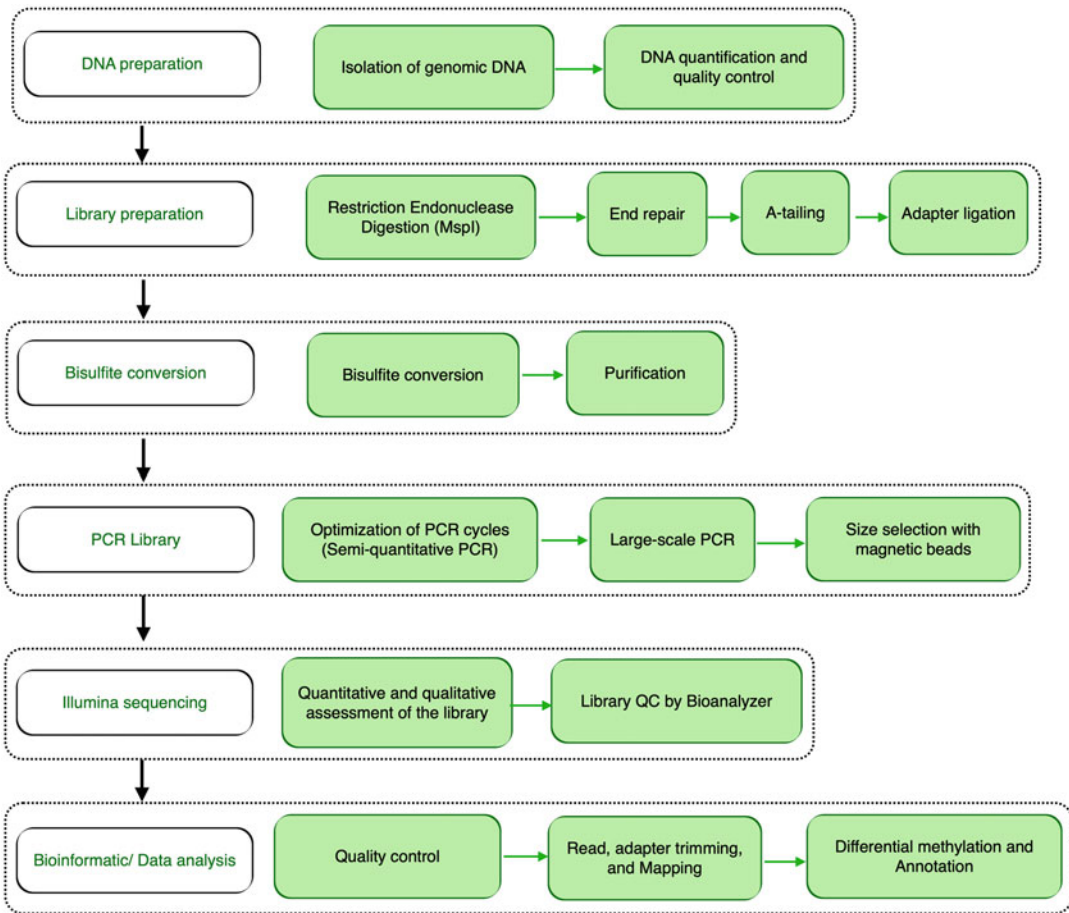 DNA preparation
Isolation of genomic DNA
DNA quantification and
quality control
Library preparation
Restriction Endonuclease
Digestion (MspI)
End repair
A-tailing
Adapter ligation
Bisulfite conversion
Bisulfite conversion
Purification
PCR Library
Optimization of PCR cycles
(Semi-quantitative PCR)
Large-scale PCR
Size selection with
magnetic beads
Illumina sequencing
Quantitative and qualitative
assessment of the library
Library QC by Bioanalyzer
Bioinformatic/ Data analysis
Quality control
Read, adapter trimming,
and Mapping
Differential methylation and
Annotation